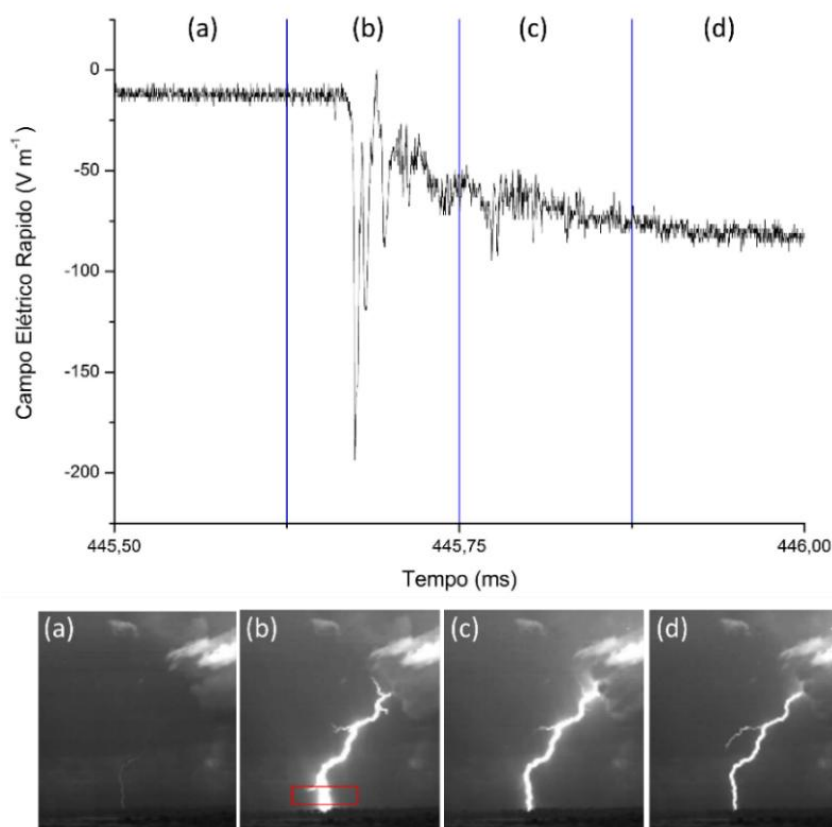 (a) (b) (c) (d)
0
-50
-100
-150
-200
Campo Elétrico Rapido (V m⁻¹)
445,50 445,75 446,00
Tempo (ms)
(a) (b) (c) (d)